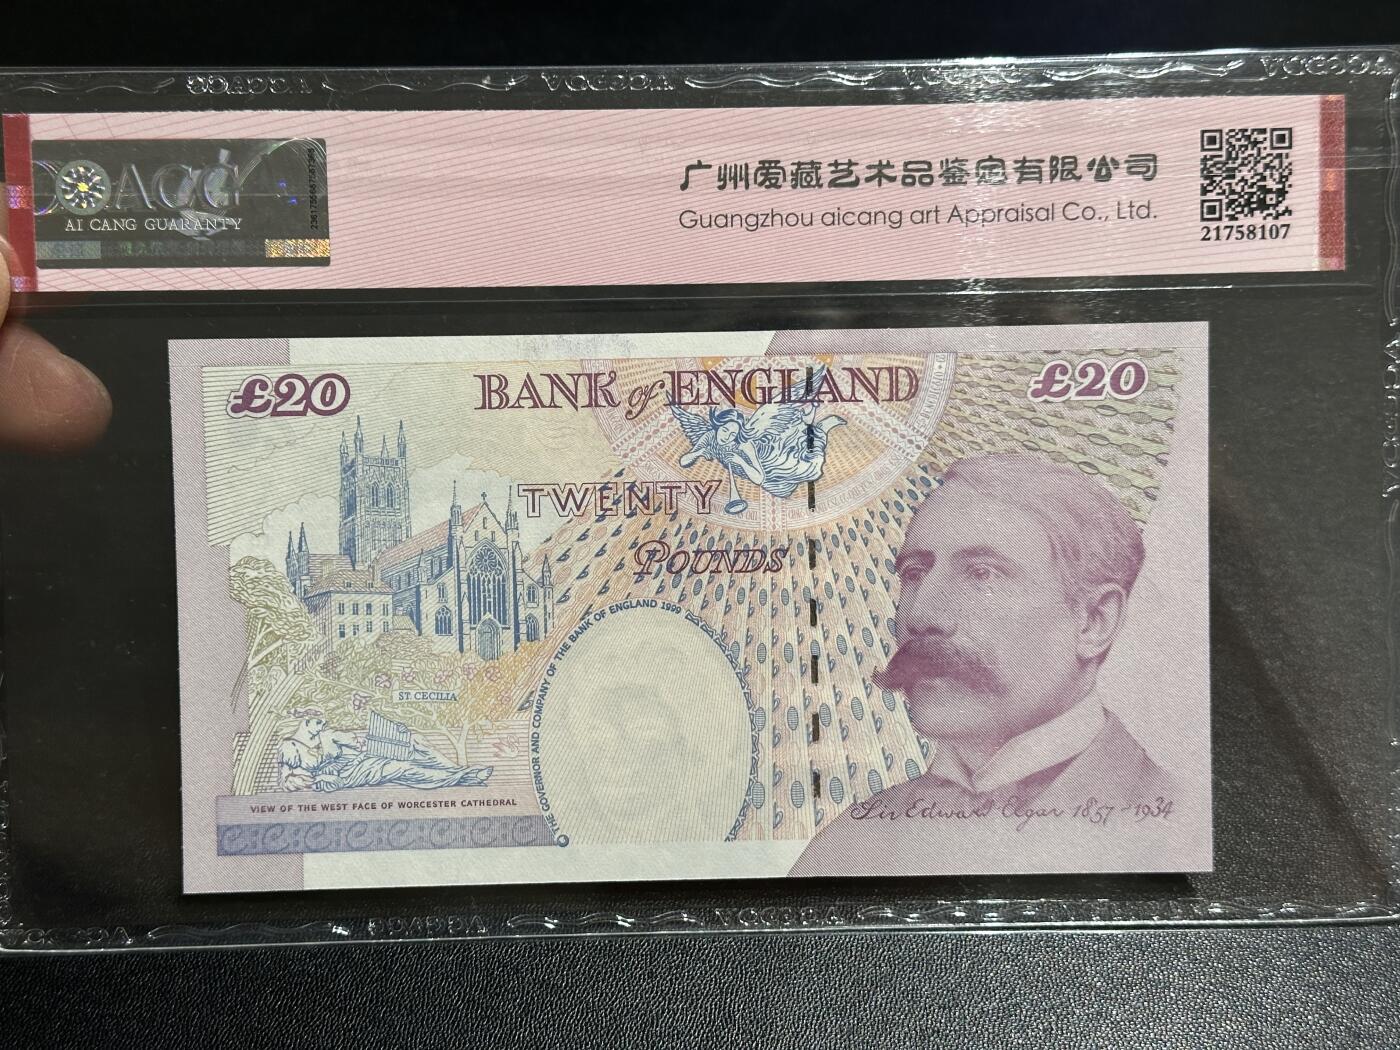 ACG
AI CANG GUARANTY
广州爱藏艺术品鉴定有限公司
Guangzhou aicang art Appraisal Co., Ltd.
21758107
£20
BANK of ENGLAND
£20
TWENTY
POUNDS
© THE GOVERNOR AND COMPANY OF THE BANK OF ENGLAND 1999
ST. CECILIA
VIEW OF THE WEST FACE OF WORCESTER CATHEDRAL
Sir Edward Elgar 1857-1934